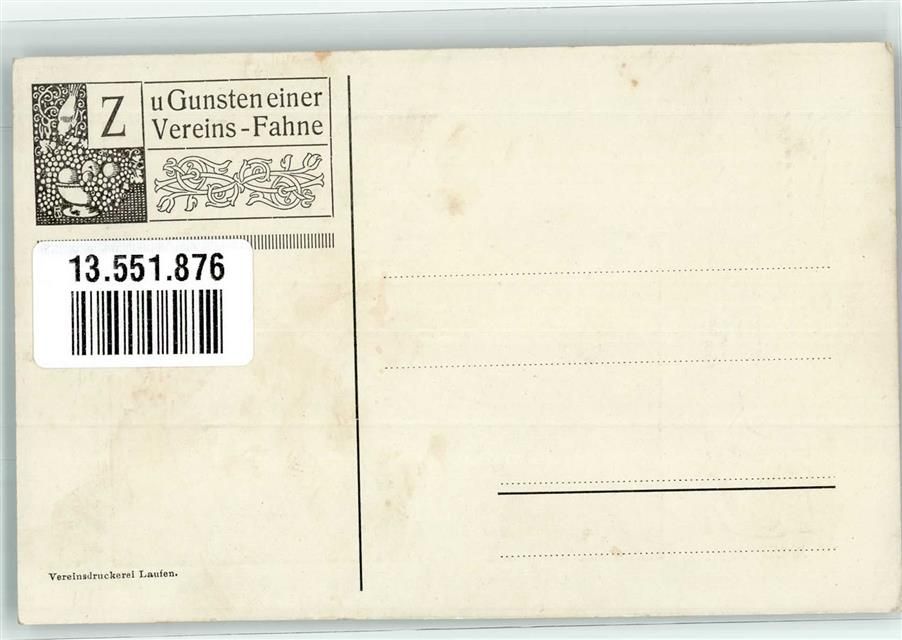 Zu Gunsten einer
Vereins-Fahne
13.551.876
Vereinsdruckerei Laufen.